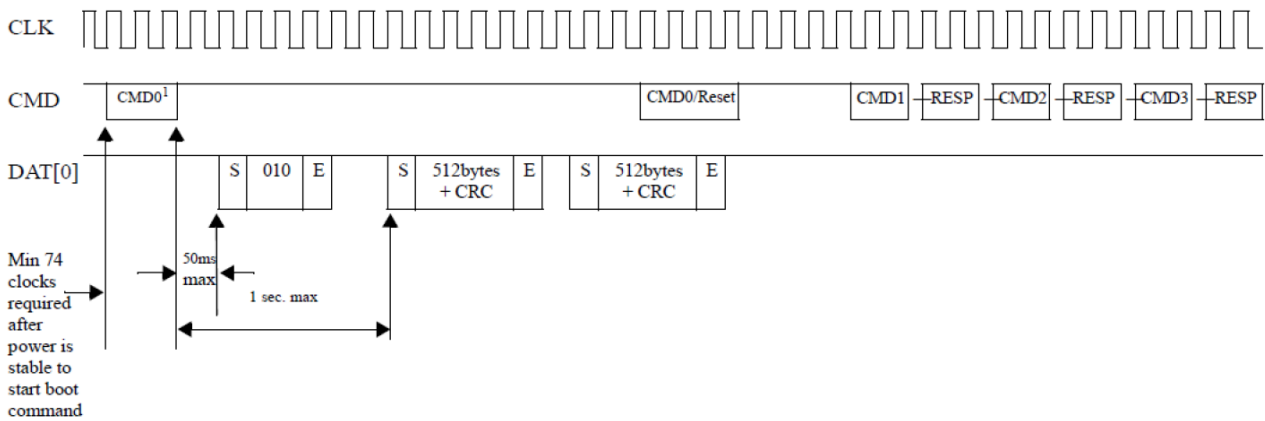 CLK
CMD
CMD0¹
CMD0/Reset
CMD1
RESP
CMD2
RESP
CMD3
RESP
DAT[0]
S
010
E
S
512bytes
+ CRC
E
S
512bytes
+ CRC
E
Min 74
clocks
required
after
power is
stable to
start boot
command
50ms
max
1 sec. max